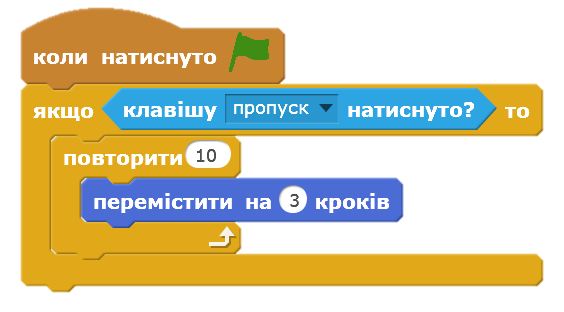 коли натиснуто
якщо клавішу пропуск натиснуто? то
повторити 10
перемістити на 3 кроків